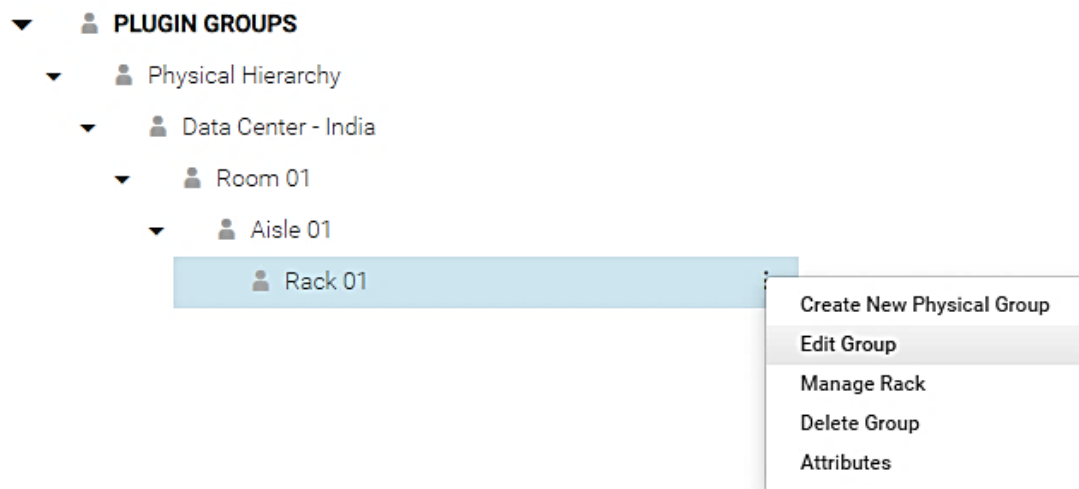 PLUGIN GROUPS
Physical Hierarchy
Data Center - India
Room 01
Aisle 01
Rack 01
Create New Physical Group
Edit Group
Manage Rack
Delete Group
Attributes